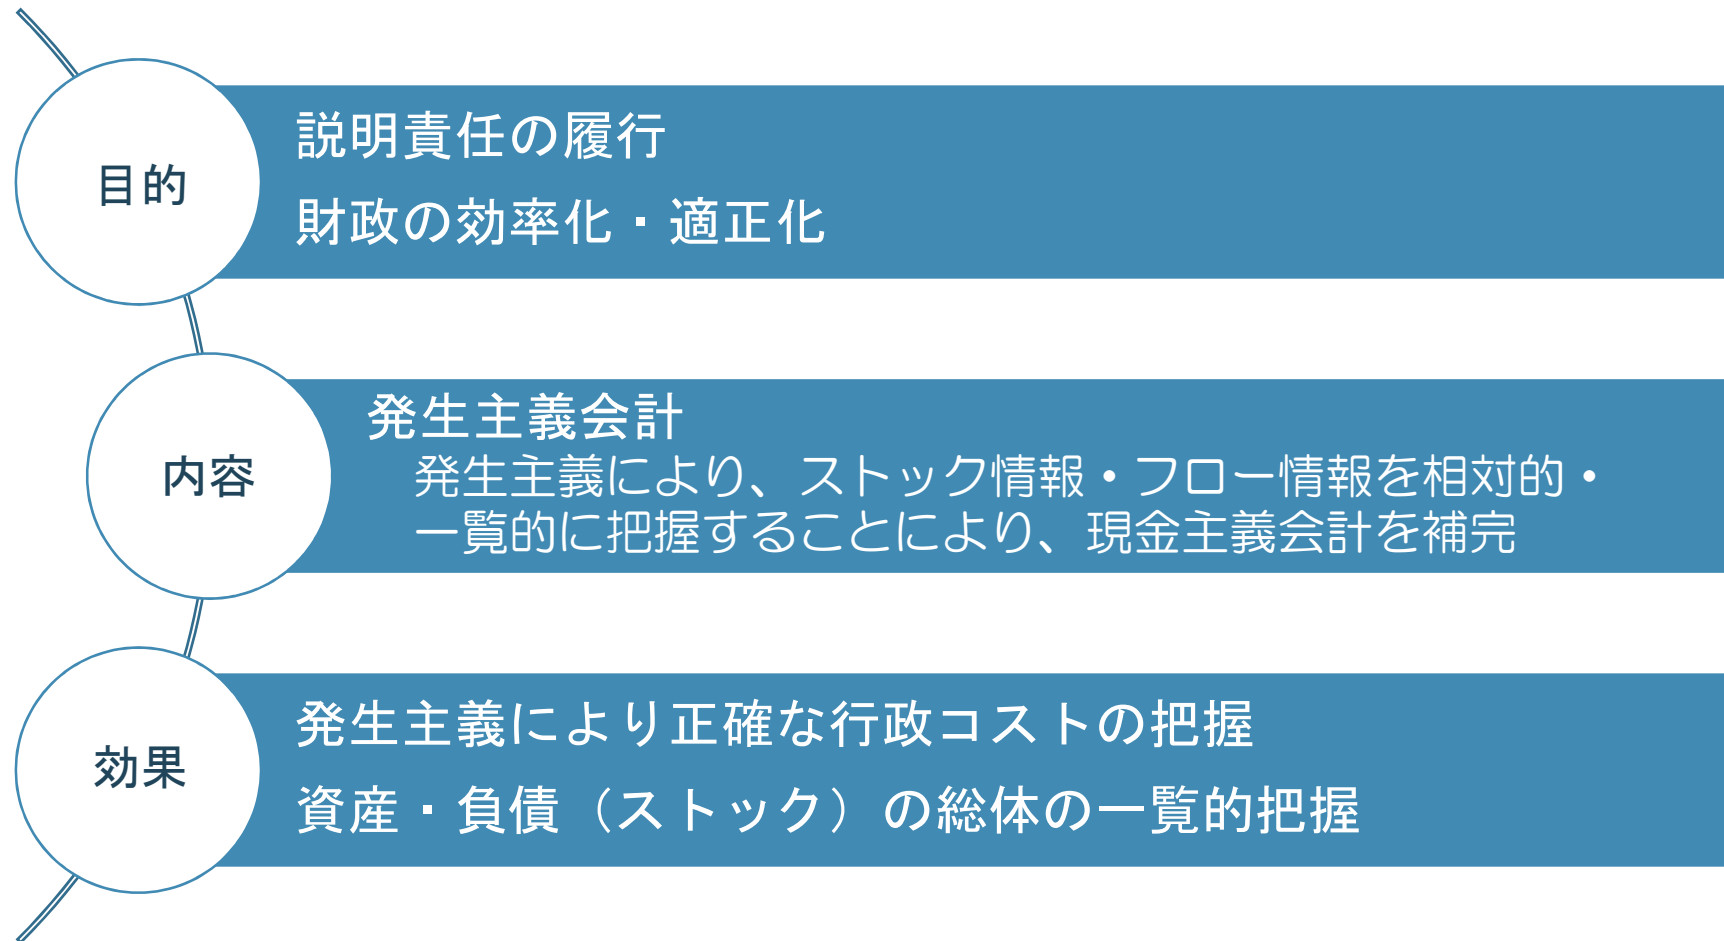 目的
説明責任の履行
財政の効率化・適正化
内容
発生主義会計
発生主義により、ストック情報・フロー情報を相対的・
一覧的に把握することにより、現金主義会計を補完
効果
発生主義により正確な行政コストの把握
資産・負債（ストック）の総体の一覧的把握